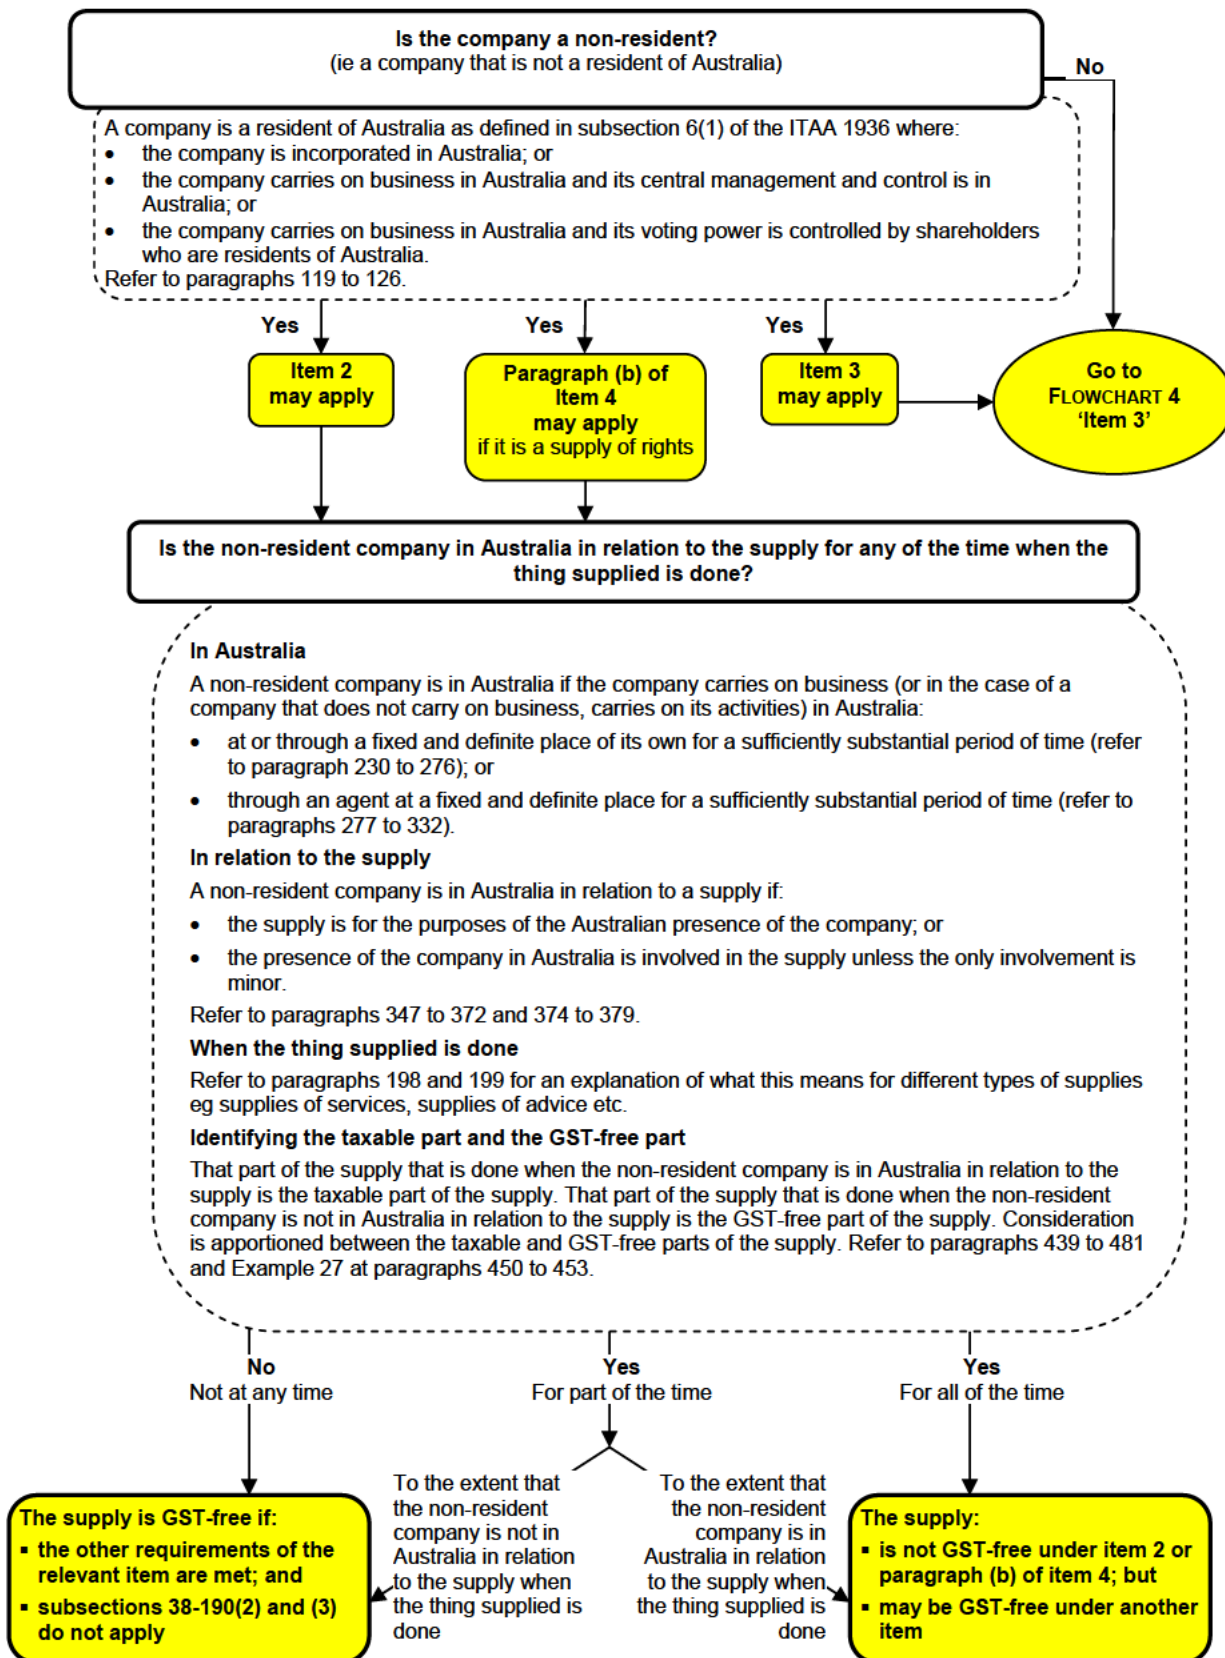 Is the company a non-resident?
(ie a company that is not a resident of Australia)
No
A company is a resident of Australia as defined in subsection 6(1) of the ITAA 1936 where:
• the company is incorporated in Australia; or
• the company carries on business in Australia and its central management and control is in
Australia; or
• the company carries on business in Australia and its voting power is controlled by shareholders
who are residents of Australia.
Refer to paragraphs 119 to 126.
Yes
Yes
Yes
Item 2
may apply
Paragraph (b) of
Item 4
may apply
if it is a supply of rights
Item 3
may apply
Go to
FLOWCHART 4
‘Item 3’
Is the non-resident company in Australia in relation to the supply for any of the time when the
thing supplied is done?
In Australia
A non-resident company is in Australia if the company carries on business (or in the case of a
company that does not carry on business, carries on its activities) in Australia:
• at or through a fixed and definite place of its own for a sufficiently substantial period of time (refer
to paragraph 230 to 276); or
• through an agent at a fixed and definite place for a sufficiently substantial period of time (refer to
paragraphs 277 to 332).
In relation to the supply
A non-resident company is in Australia in relation to a supply if:
• the supply is for the purposes of the Australian presence of the company; or
• the presence of the company in Australia is involved in the supply unless the only involvement is
minor.
Refer to paragraphs 347 to 372 and 374 to 379.
When the thing supplied is done
Refer to paragraphs 198 and 199 for an explanation of what this means for different types of supplies
eg supplies of services, supplies of advice etc.
Identifying the taxable part and the GST-free part
That part of the supply that is done when the non-resident company is in Australia in relation to the
supply is the taxable part of the supply. That part of the supply that is done when the non-resident
company is not in Australia in relation to the supply is the GST-free part of the supply. Consideration
is apportioned between the taxable and GST-free parts of the supply. Refer to paragraphs 439 to 481
and Example 27 at paragraphs 450 to 453.
No
Not at any time
Yes
For part of the time
Yes
For all of the time
The supply is GST-free if:
▪ the other requirements of the
relevant item are met; and
▪ subsections 38-190(2) and (3)
do not apply
To the extent that
the non-resident
company is not in
Australia in relation
to the supply when
the thing supplied is
done
To the extent that
the non-resident
company is in
Australia in relation
to the supply when
the thing supplied is
done
The supply:
▪ is not GST-free under item 2 or
paragraph (b) of item 4; but
▪ may be GST-free under another
item